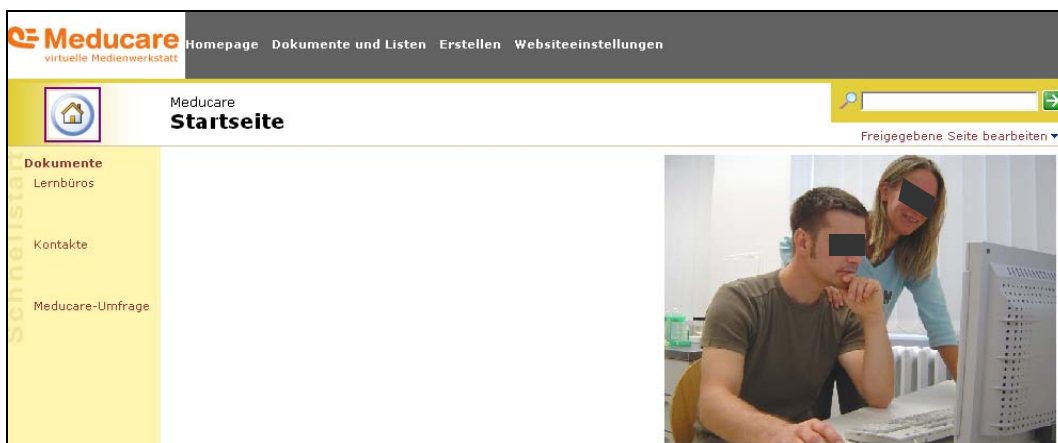 Meducare
virtuelle Medienwerkstatt
Homepage Dokumente und Listen Erstellen Websiteeinstellungen
Meducare
Startseite
Freigegebene Seite bearbeiten
Schnellstart
Dokumente
Lernbüros
Kontakte
Meducare-Umfrage